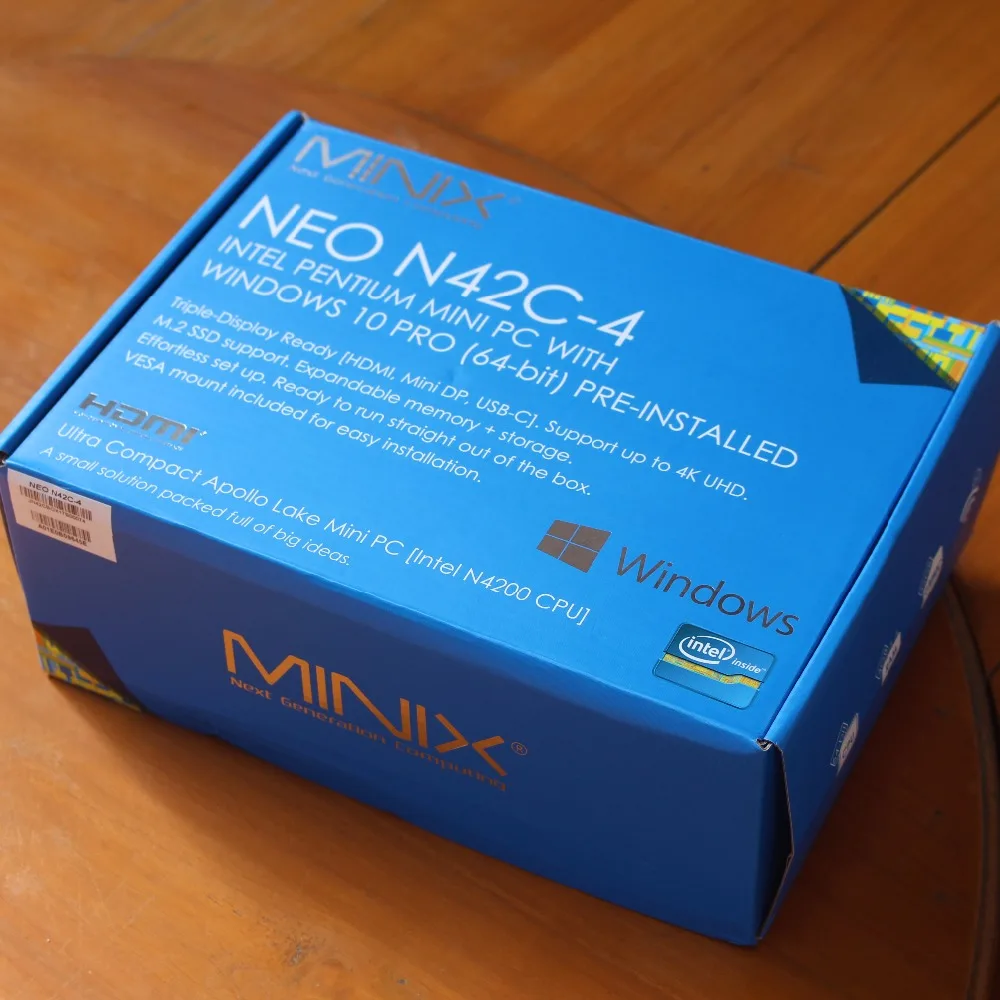 MINIX®
Next Generation Computing
NEO N42C-4
INTEL PENTIUM MINI PC WITH
WINDOWS 10 PRO (64-bit) PRE-INSTALLED
Triple-Display Ready [HDMI, Mini DP, USB-C]. Support up to 4K UHD.
M.2 SSD support. Expandable memory + storage.
Effortless set up. Ready to run straight out of the box.
VESA mount included for easy installation.
HDMI
Ultra Compact Apollo Lake Mini PC [Intel N4200 CPU]
A small solution packed full of big ideas.
Windows
intel inside
NEO N42C-4
MINIX®
Next Generation Computing